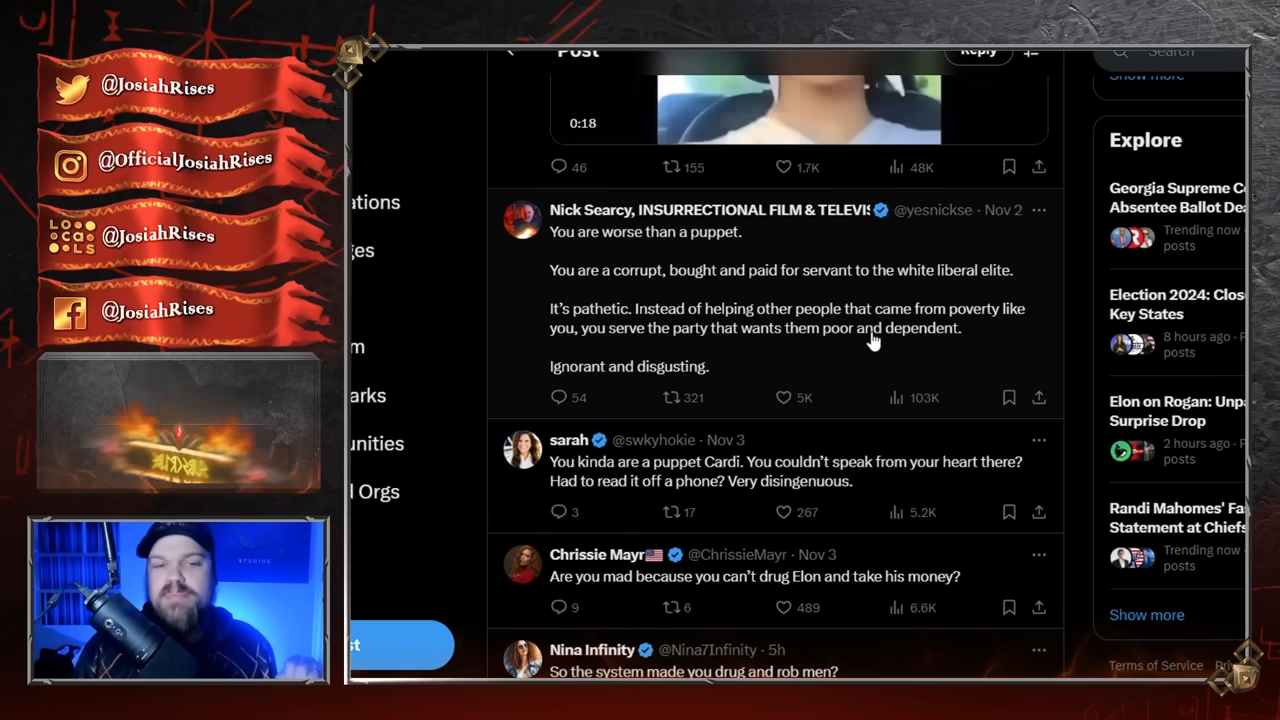 @JosiahRises
@OfficialJosiahRises
LOCALS
@JosiahRises
@JosiahRises
STUDIOS
ations
ges
m
arks
unities
l Orgs
st
Post
Reply
0:18
46 155 1.7K 48K
Nick Searcy, INSURRECTIONAL FILM & TELEVIS @yesnickse · Nov 2
You are worse than a puppet.
You are a corrupt, bought and paid for servant to the white liberal elite.
It’s pathetic. Instead of helping other people that came from poverty like
you, you serve the party that wants them poor and dependent.
Ignorant and disgusting.
54 321 5K 103K
sarah @swkyhokie · Nov 3
You kinda are a puppet Cardi. You couldn’t speak from your heart there?
Had to read it off a phone? Very disingenuous.
3 17 267 5.2K
Chrissie Mayr @ChrissieMayr · Nov 3
Are you mad because you can’t drug Elon and take his money?
9 6 489 6.6K
Nina Infinity @Nina7Infinity · 5h
So the system made you drug and rob men?
Search
Show more
Explore
Georgia Supreme Co
Absentee Ballot Dea
Trending now ·
posts
Election 2024: Clos
Key States
8 hours ago · P
posts
Elon on Rogan: Unpa
Surprise Drop
2 hours ago · P
posts
Randi Mahomes' Fas
Statement at Chiefs
Trending now ·
posts
Show more
Terms of Service Pri